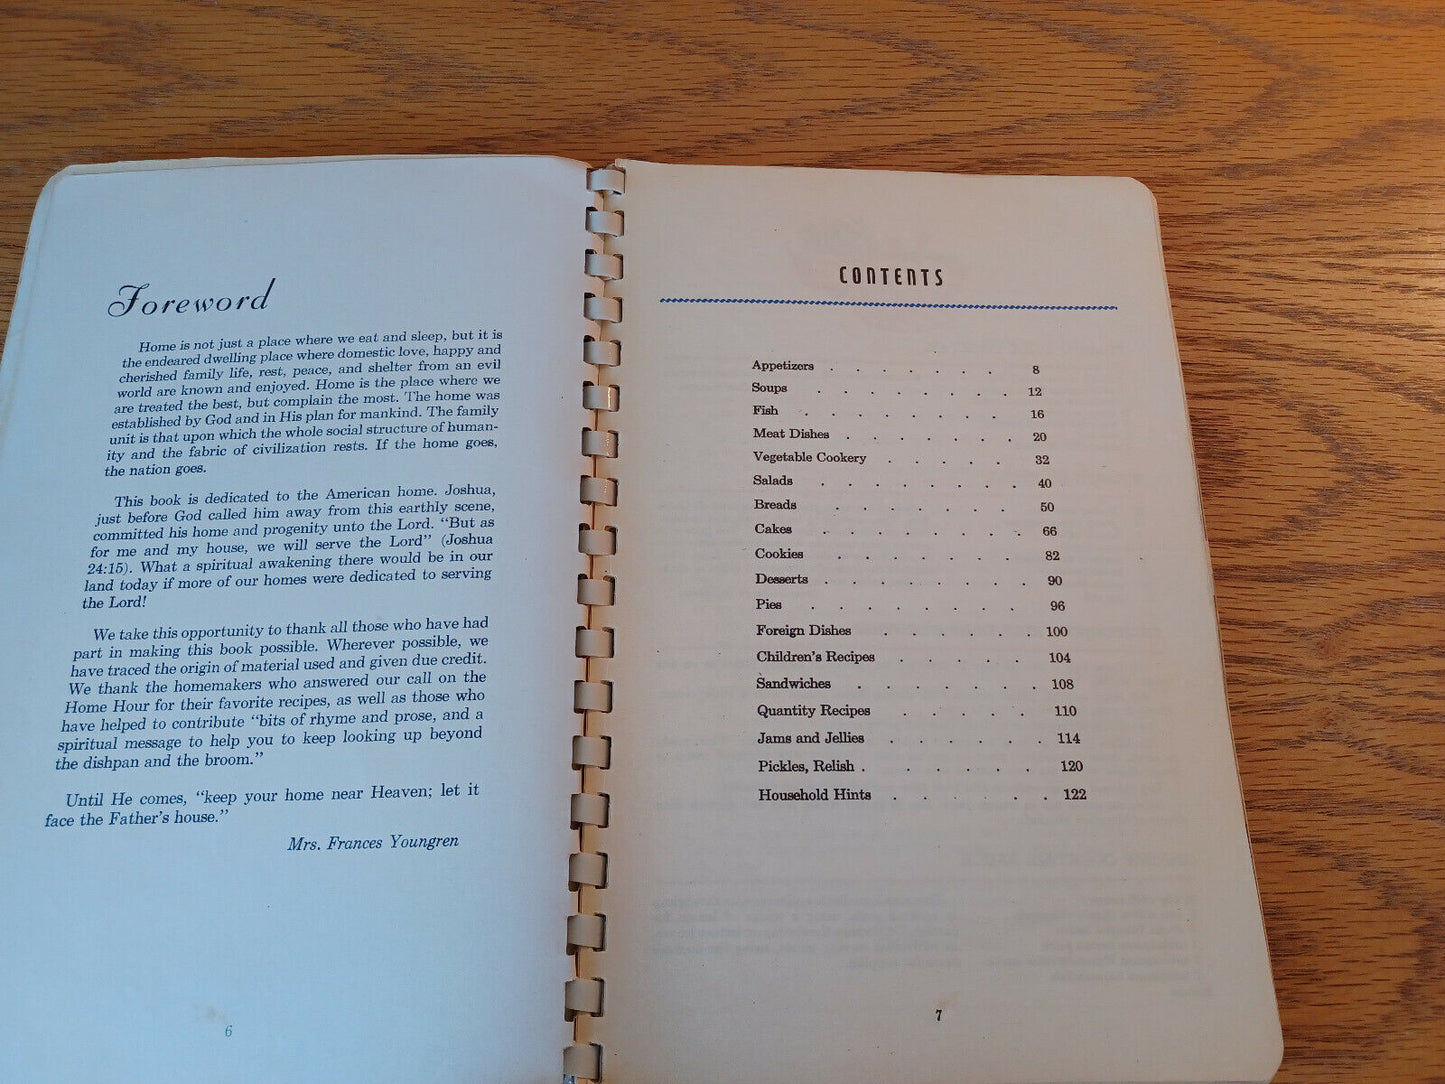 Foreword
Home is not just a place where we eat and sleep, but it is
the endeared dwelling place where domestic love, happy and
cherished family life, rest, peace, and shelter from an evil
world are known and enjoyed. Home is the place where we
are treated the best, but complain the most. The home was
established by God and in His plan for mankind. The family
unit is that upon which the whole social structure of human-
ity and the fabric of civilization rests. If the home goes,
the nation goes.
This book is dedicated to the American home. Joshua,
just before God called him away from this earthly scene,
committed his home and progenity unto the Lord. "But as
for me and my house, we will serve the Lord" (Joshua
24:15). What a spiritual awakening there would be in our
land today if more of our homes were dedicated to serving
the Lord!
We take this opportunity to thank all those who have had
part in making this book possible. Wherever possible, we
have traced the origin of material used and given due credit.
We thank the homemakers who answered our call on the
Home Hour for their favorite recipes, as well as those who
have helped to contribute "bits of rhyme and prose, and a
spiritual message to help you to keep looking up beyond
the dishpan and the broom."
Until He comes, "keep your home near Heaven; let it
face the Father's house."
Mrs. Frances Youngren
6
CONTENTS
Appetizers . . . . . . . 8
Soups . . . . . . . . 12
Fish . . . . . . . . 16
Meat Dishes . . . . . . . 20
Vegetable Cookery . . . . . 32
Salads . . . . . . . . 40
Breads . . . . . . . 50
Cakes . . . . . . . . 66
Cookies . . . . . . . 82
Desserts . . . . . . . . 90
Pies . . . . . . . . 96
Foreign Dishes . . . . . . 100
Children's Recipes . . . . . 104
Sandwiches . . . . . . . 108
Quantity Recipes . . . . . 110
Jams and Jellies . . . . . . 114
Pickles, Relish . . . . . . 120
Household Hints . . . . . . 122
7